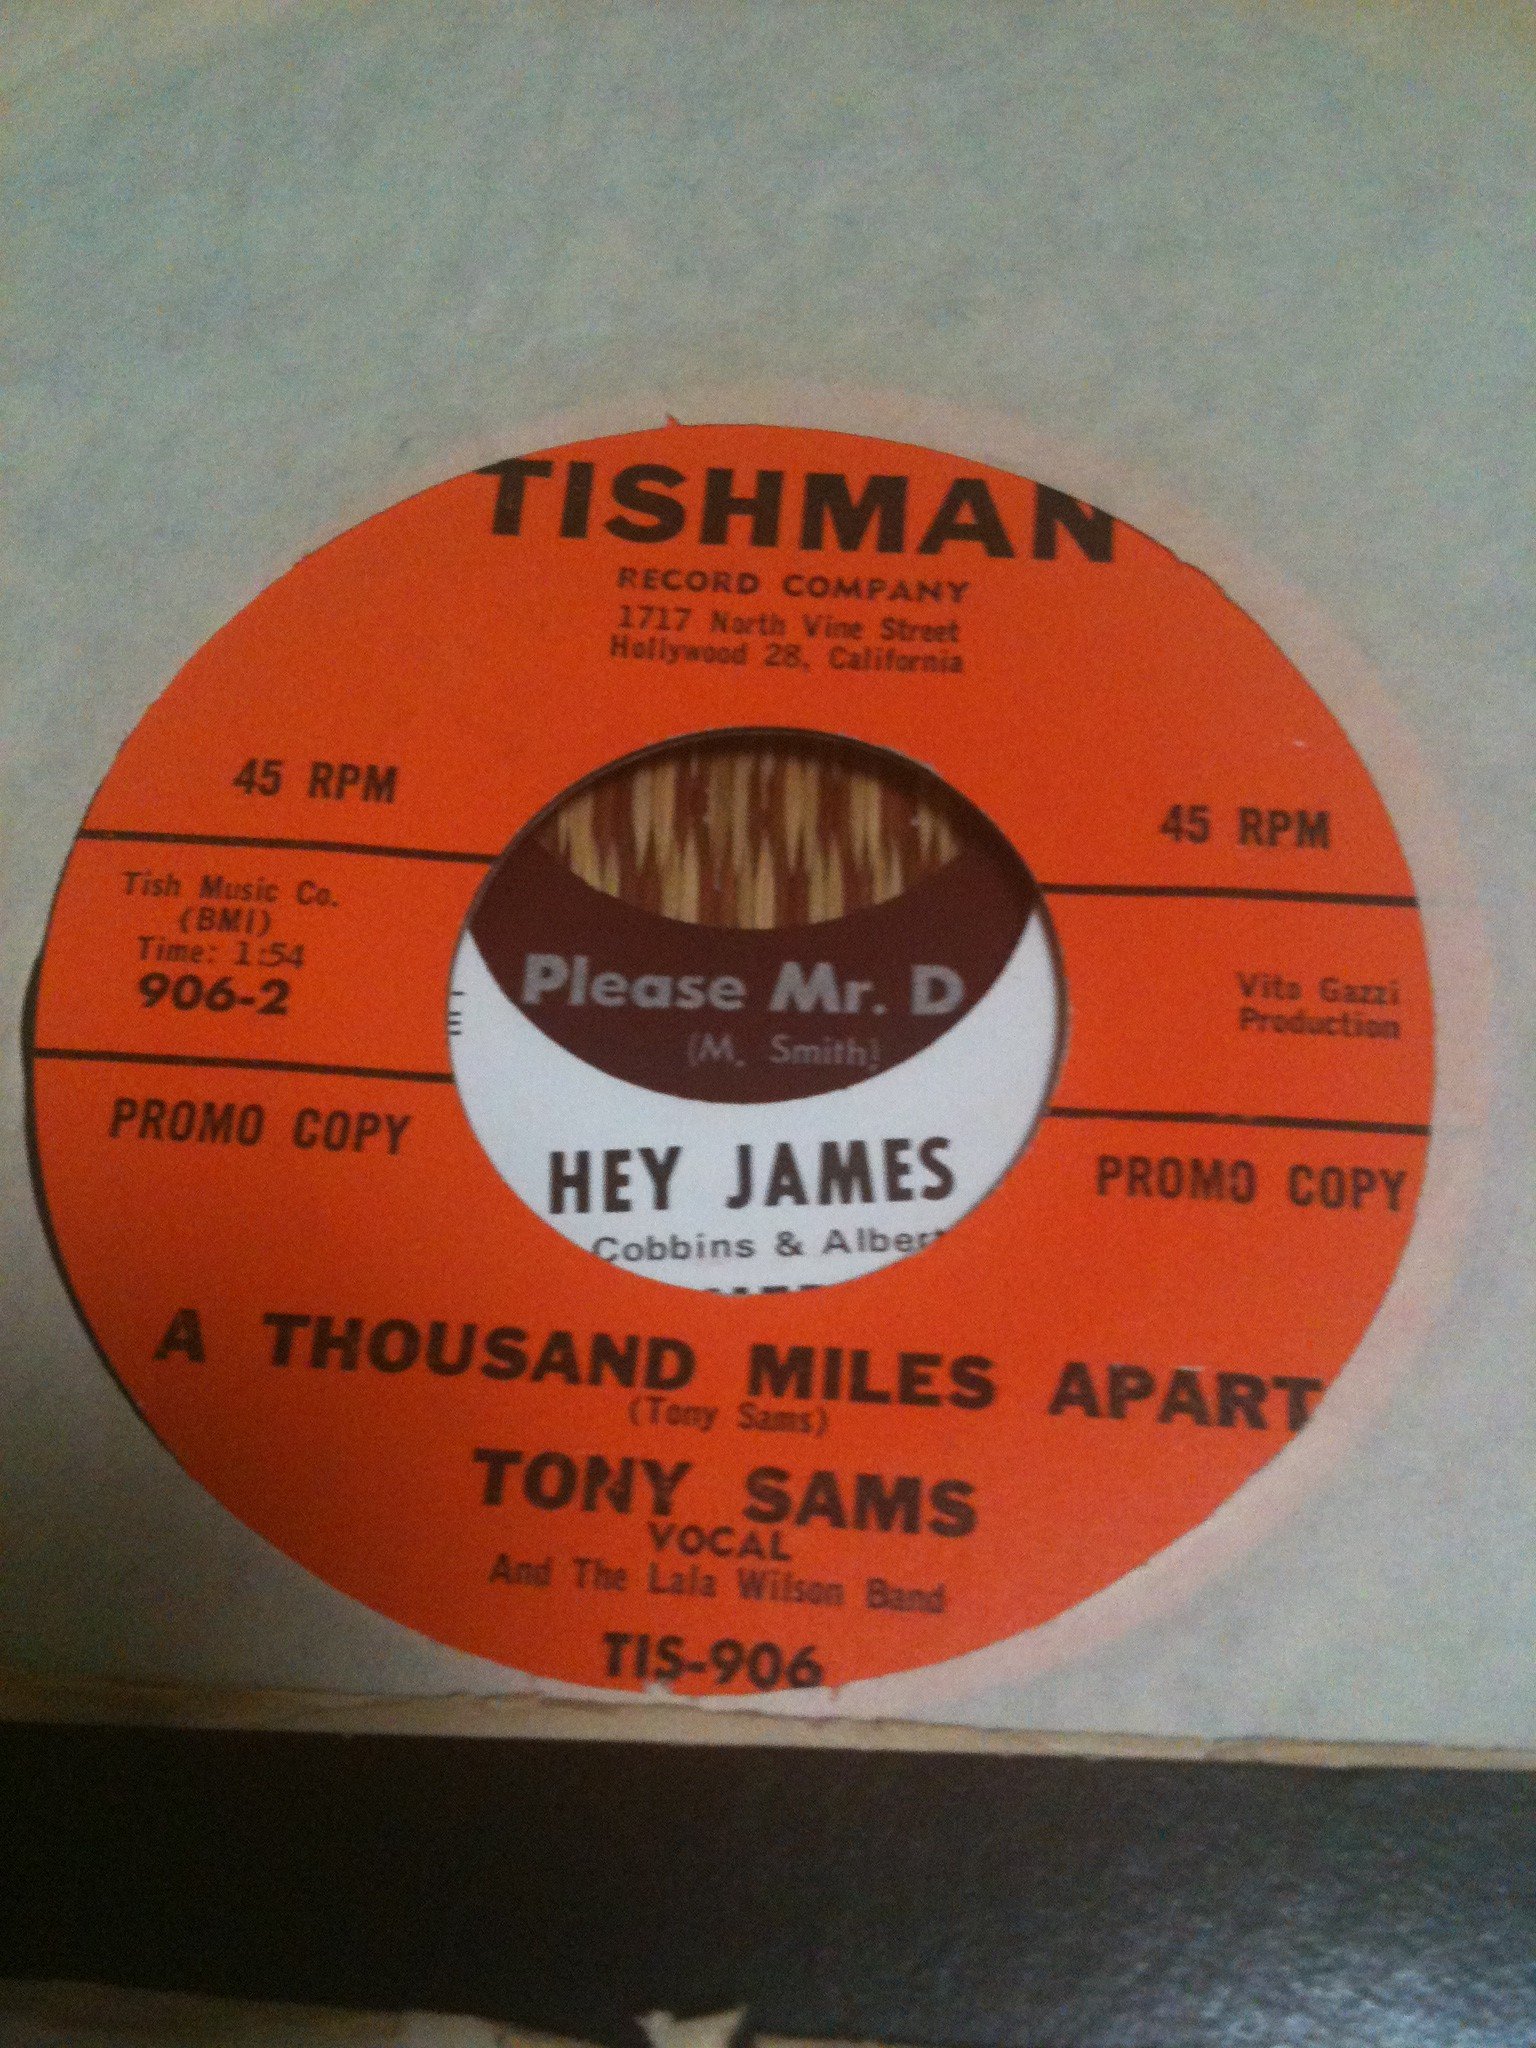 TISHMAN
RECORD COMPANY
1717 North Vine Street
Hollywood 28, California
45 RPM
45 RPM
Tish Music Co.
(BMI)
Time: 1:54
906-2
Vito Gazzi
Production
PROMO COPY
PROMO COPY
Please Mr. D
(M. Smith)
HEY JAMES
Cobbins & Albert
A THOUSAND MILES APART
(Tony Sams)
TONY SAMS
VOCAL
And The Lala Wilson Band
TIS-906